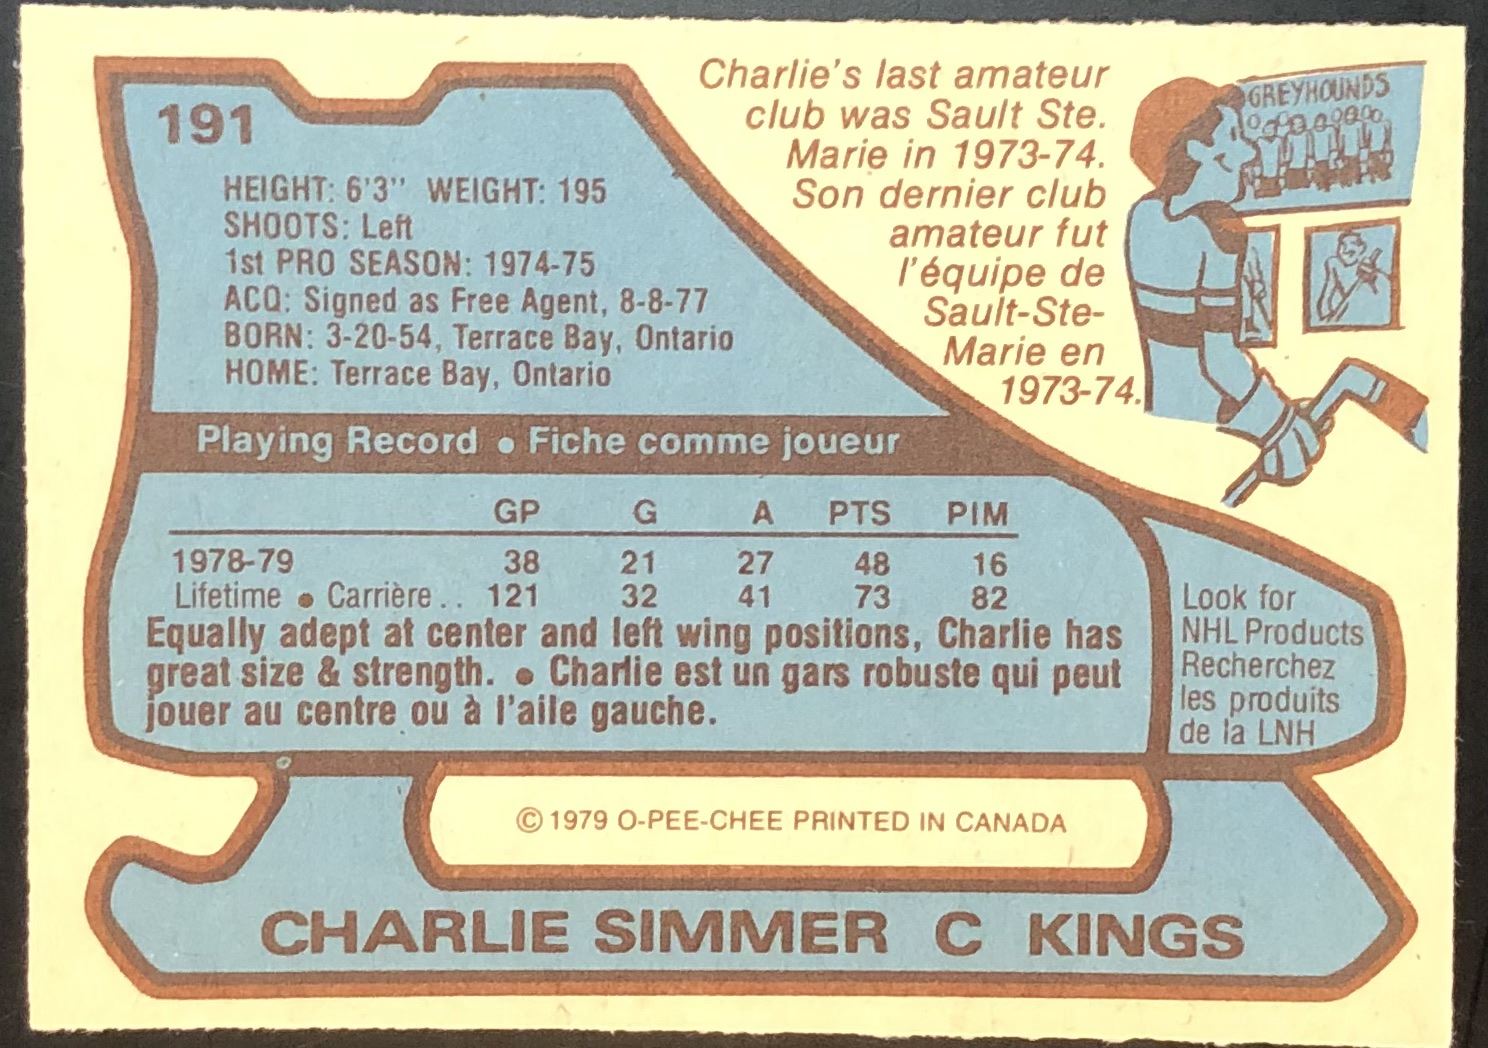 191
HEIGHT: 6'3" WEIGHT: 195
SHOOTS: Left
1st PRO SEASON: 1974-75
ACQ: Signed as Free Agent, 8-8-77
BORN: 3-20-54, Terrace Bay, Ontario
HOME: Terrace Bay, Ontario
Charlie's last amateur
club was Sault Ste.
Marie in 1973-74.
Son dernier club
amateur fut
l'équipe de
Sault-Ste-
Marie en
1973-74.
GREYHOUNDS
Playing Record • Fiche comme joueur
GP G A PTS PIM
1978-79 38 21 27 48 16
Lifetime • Carrière .. 121 32 41 73 82
Equally adept at center and left wing positions, Charlie has
great size & strength. • Charlie est un gars robuste qui peut
jouer au centre ou à l'aile gauche.
Look for
NHL Products
Recherchez
les produits
de la LNH
© 1979 O-PEE-CHEE PRINTED IN CANADA
CHARLIE SIMMER C KINGS